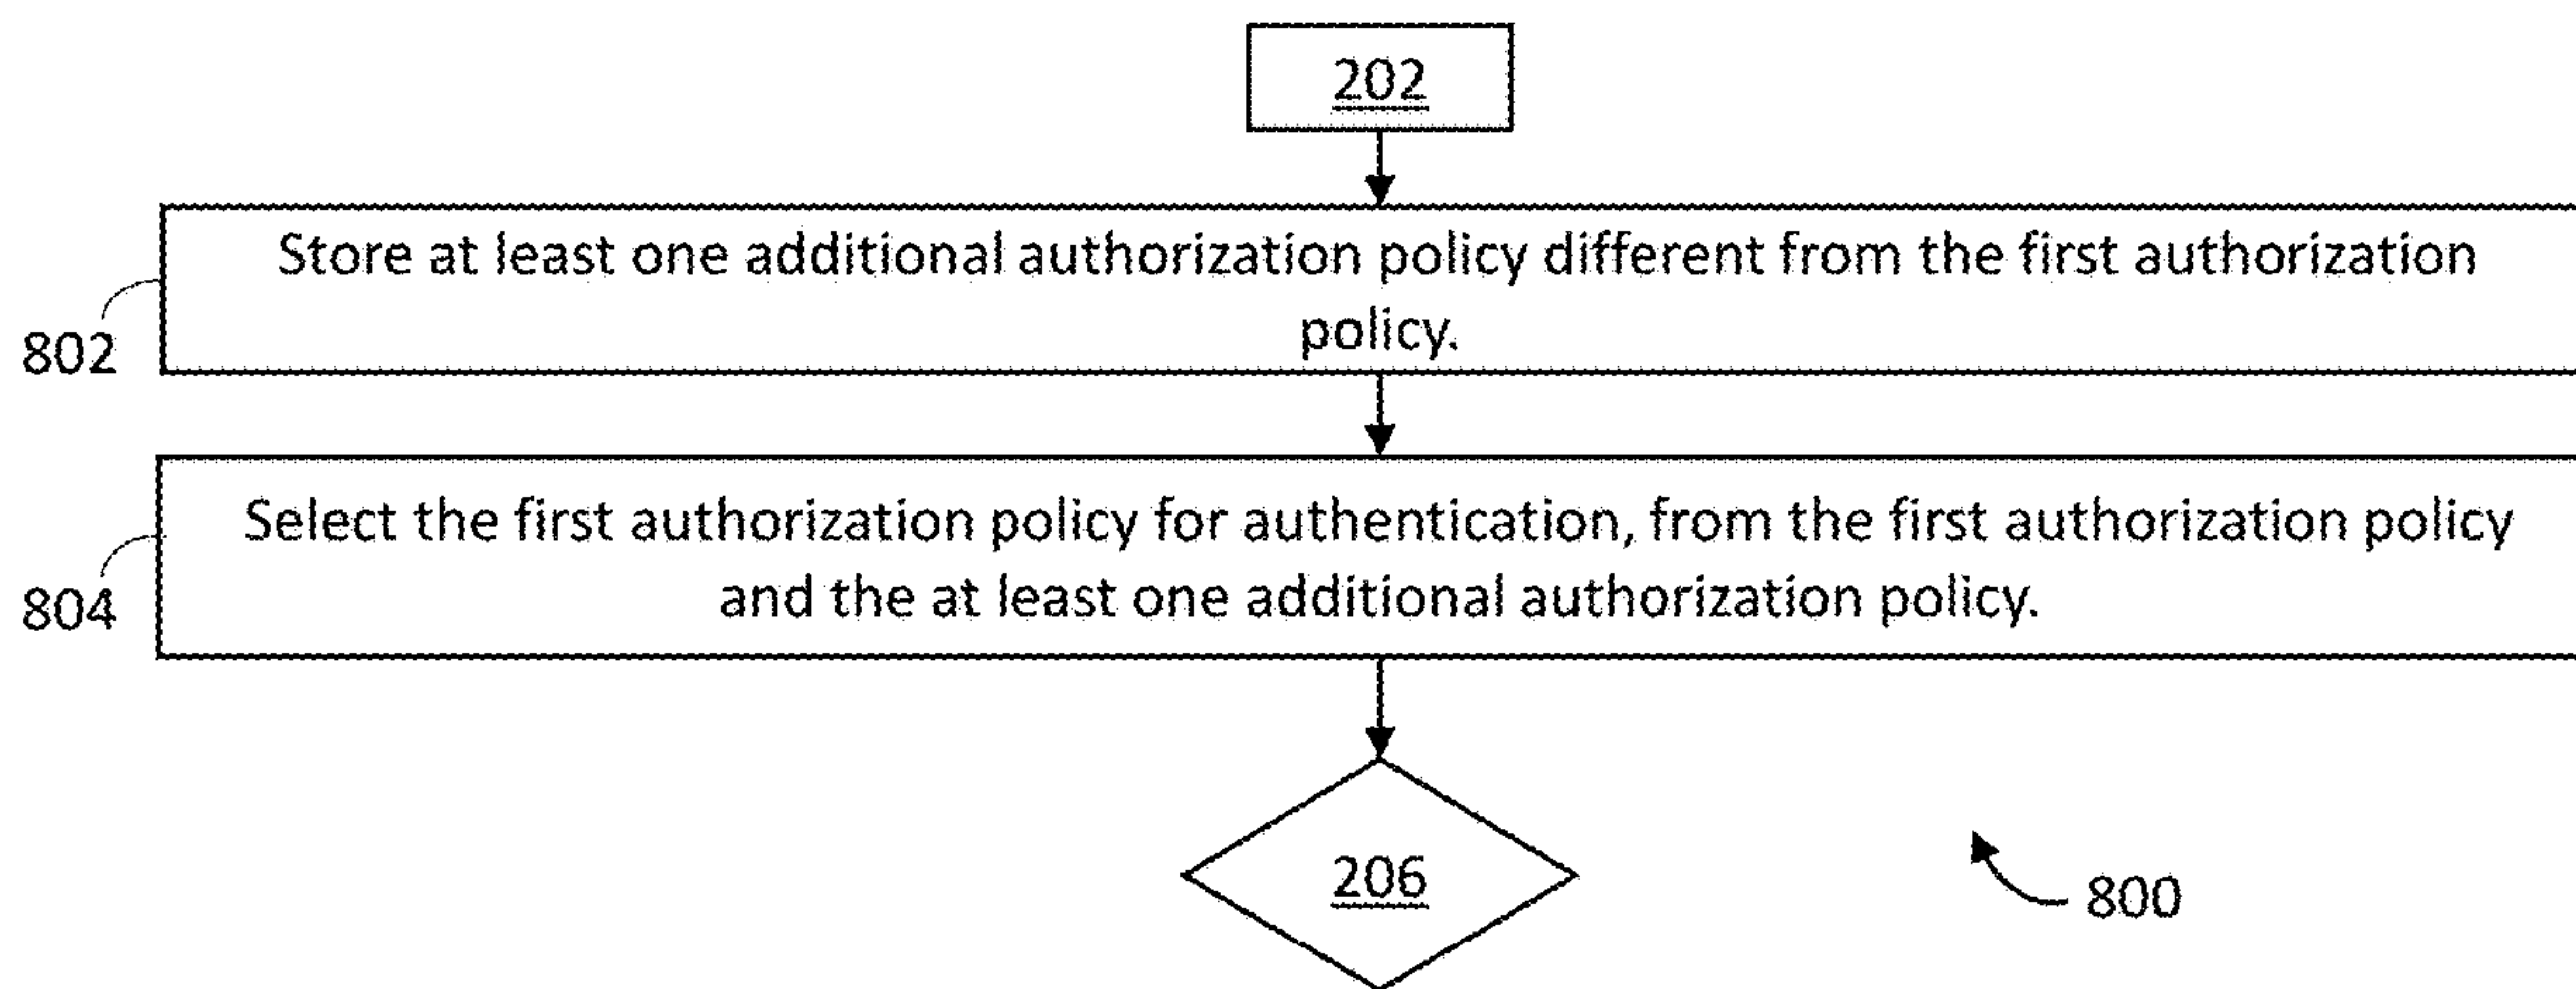 202
Store at least one additional authorization policy different from the first authorization
policy.
802
Select the first authorization policy for authentication, from the first authorization policy
and the at least one additional authorization policy.
804
206
800